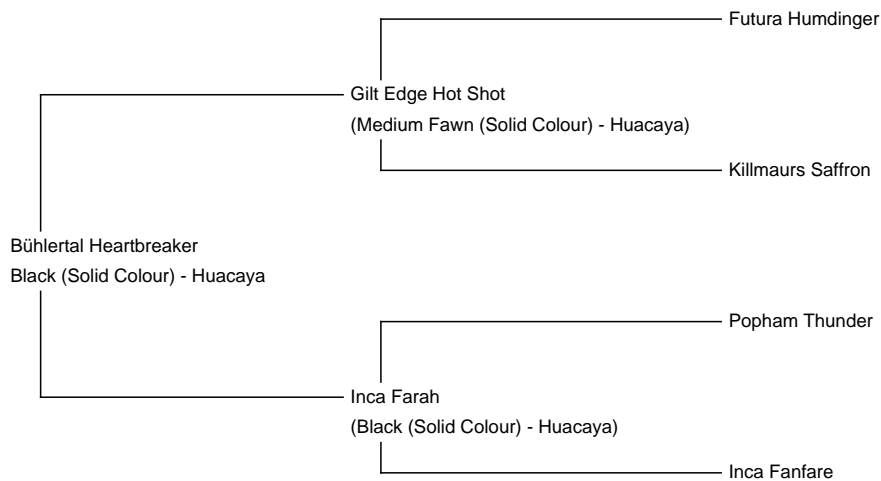 Futura Humdinger
Gilt Edge Hot Shot
(Medium Fawn (Solid Colour) - Huacaya)
Killmaurs Saffron
Bühlertal Heartbreaker
Black (Solid Colour) - Huacaya
Popham Thunder
Inca Farah
(Black (Solid Colour) - Huacaya)
Inca Fanfare